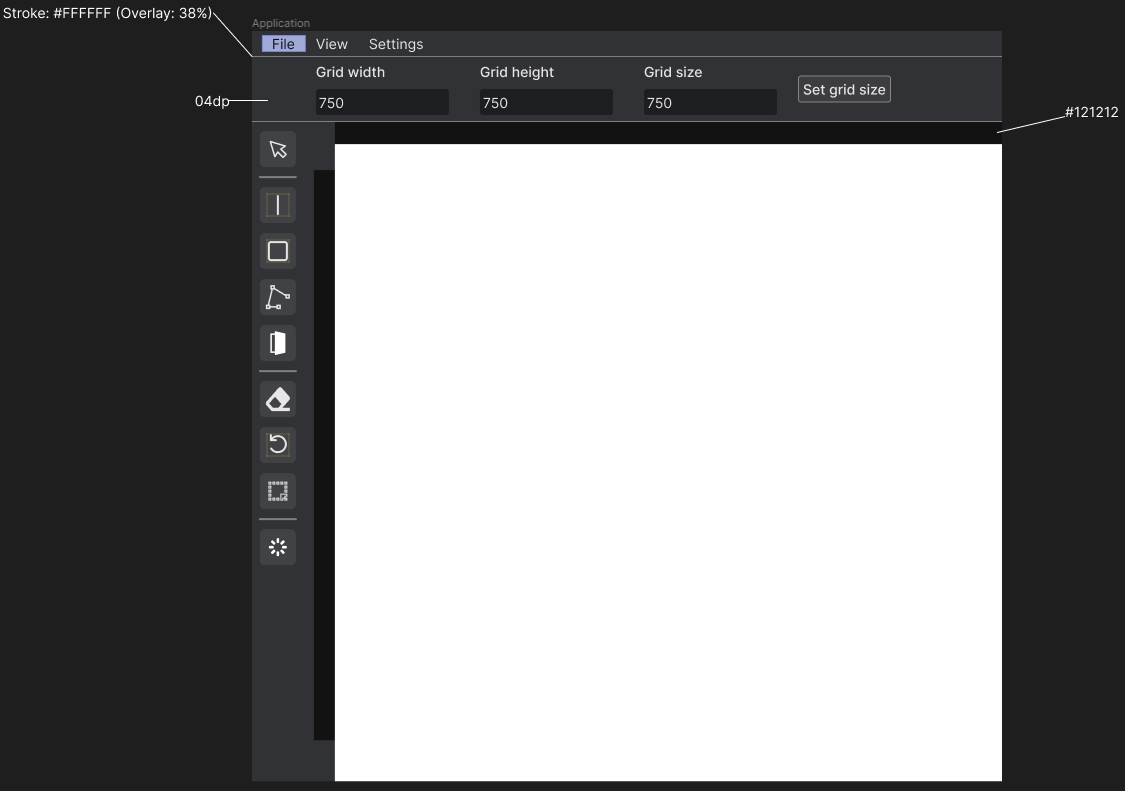 Stroke: #FFFFFF (Overlay: 38%)
Application
File View Settings
Grid width Grid height Grid size
Set grid size
04dp
750 750 750
#121212